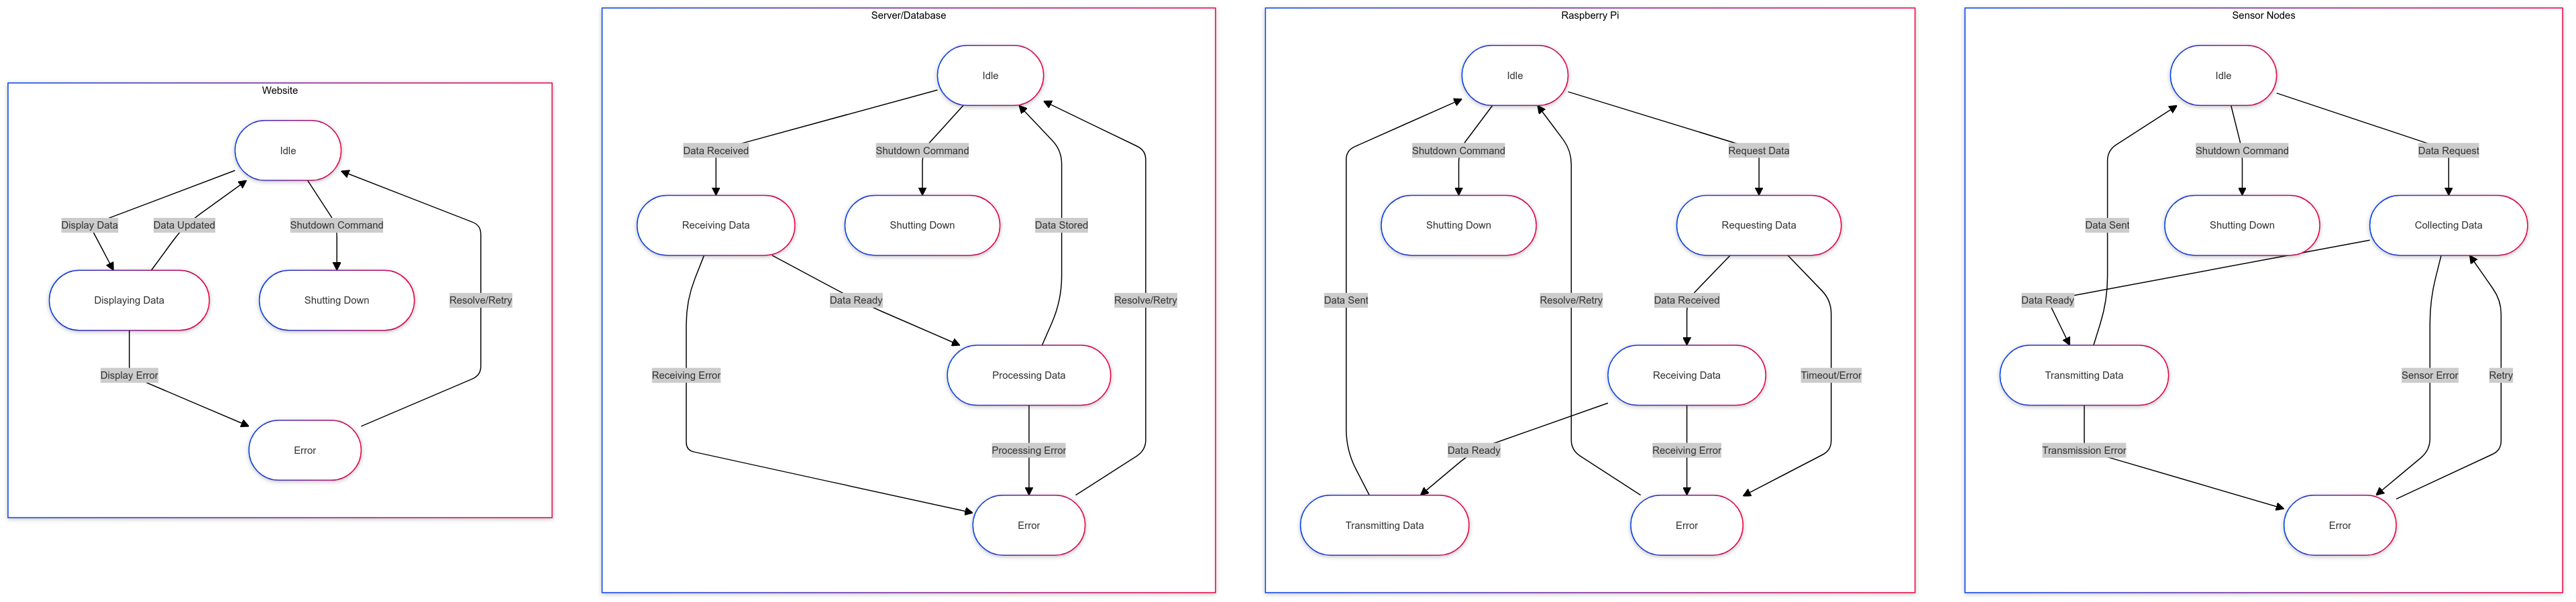 Website
Idle
Display Data
Data Updated
Shutdown Command
Displaying Data
Shutting Down
Resolve/Retry
Display Error
Error
Server/Database
Idle
Data Received
Shutdown Command
Receiving Data
Shutting Down
Data Stored
Data Ready
Resolve/Retry
Receiving Error
Processing Data
Processing Error
Error
Raspberry Pi
Idle
Shutdown Command
Request Data
Shutting Down
Requesting Data
Data Sent
Resolve/Retry
Data Received
Receiving Data
Timeout/Error
Data Ready
Receiving Error
Transmitting Data
Error
Sensor Nodes
Idle
Shutdown Command
Data Request
Data Sent
Shutting Down
Collecting Data
Data Ready
Transmitting Data
Sensor Error
Retry
Transmission Error
Error